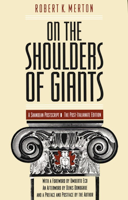 ROBERT K. MERTON
ON THE
SHOULDERS
OF GIANTS
A SHANDEAN POSTSCRIPT
THE POST-ITALIANATE EDITION
WITH A FOREWORD BY UMBERTO ECO
AN AFTERWORD BY DENIS DONOGHUE
AND A PREFACE AND POSTFACE BY THE AUTHOR